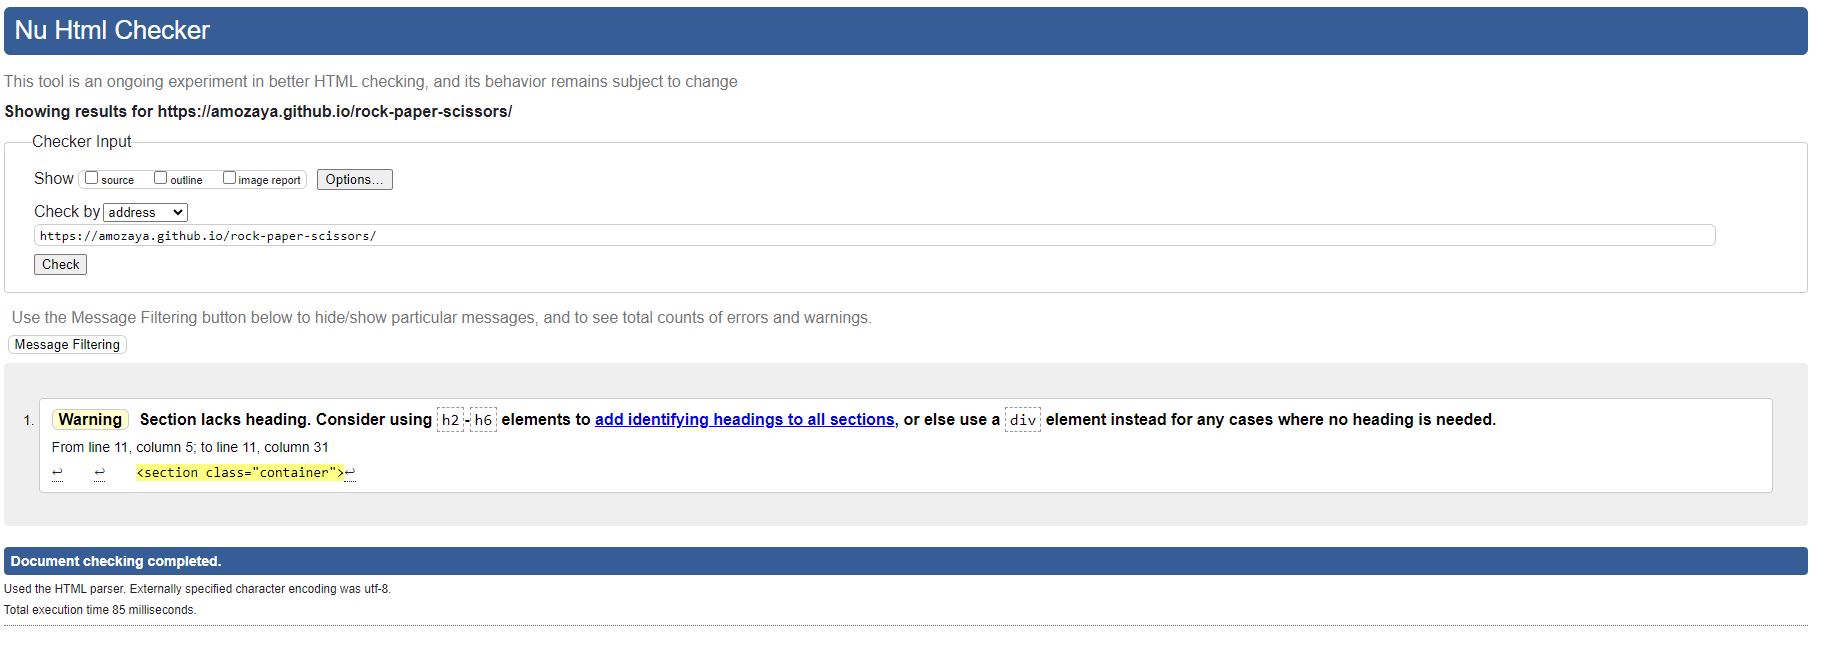 Nu Html Checker
This tool is an ongoing experiment in better HTML checking, and its behavior remains subject to change
Showing results for https://amozaya.github.io/rock-paper-scissors/
Checker Input
Show source outline image report Options...
Check by address
https://amozaya.github.io/rock-paper-scissors/
Check
Use the Message Filtering button below to hide/show particular messages, and to see total counts of errors and warnings.
Message Filtering
1. Warning Section lacks heading. Consider using h2-h6 elements to add identifying headings to all sections, or else use a div element instead for any cases where no heading is needed.
From line 11, column 5; to line 11, column 31
↩ ↩ <section class="container">↩
Document checking completed.
Used the HTML parser. Externally specified character encoding was utf-8.
Total execution time 85 milliseconds.